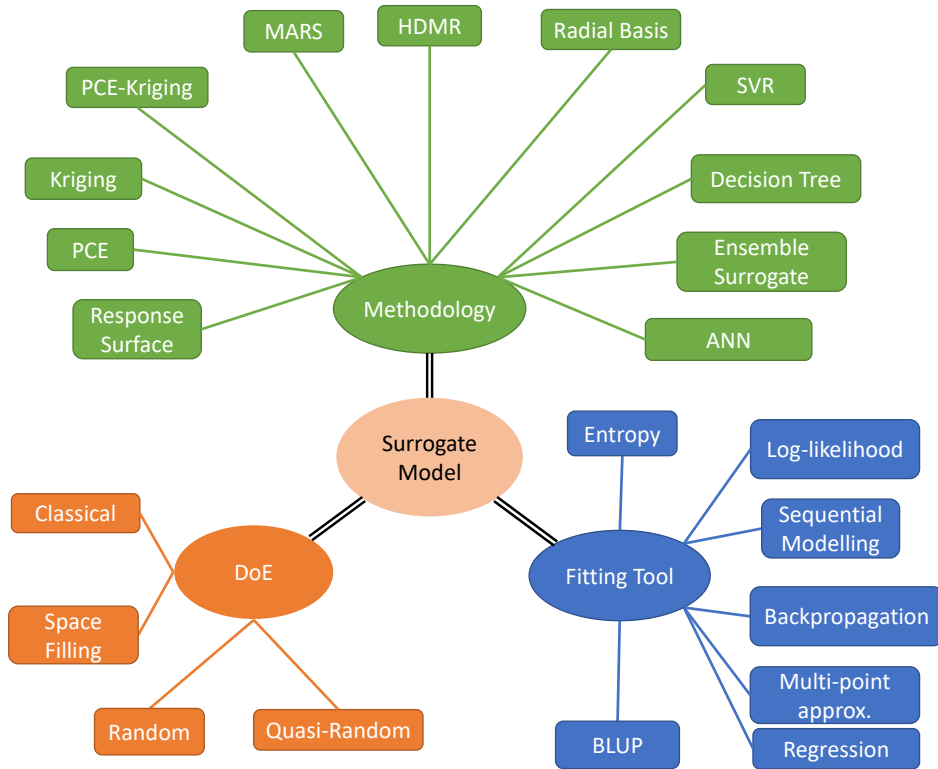 MARS
HDMR
Radial Basis
PCE-Kriging
SVR
Kriging
Decision Tree
PCE
Ensemble
Surrogate
Response
Surface
Methodology
ANN
Surrogate
Model
Entropy
Log-likelihood
Classical
Sequential
Modelling
DoE
Fitting Tool
Space
Filling
Backpropagation
Multi-point
approx.
Random
Quasi-Random
BLUP
Regression